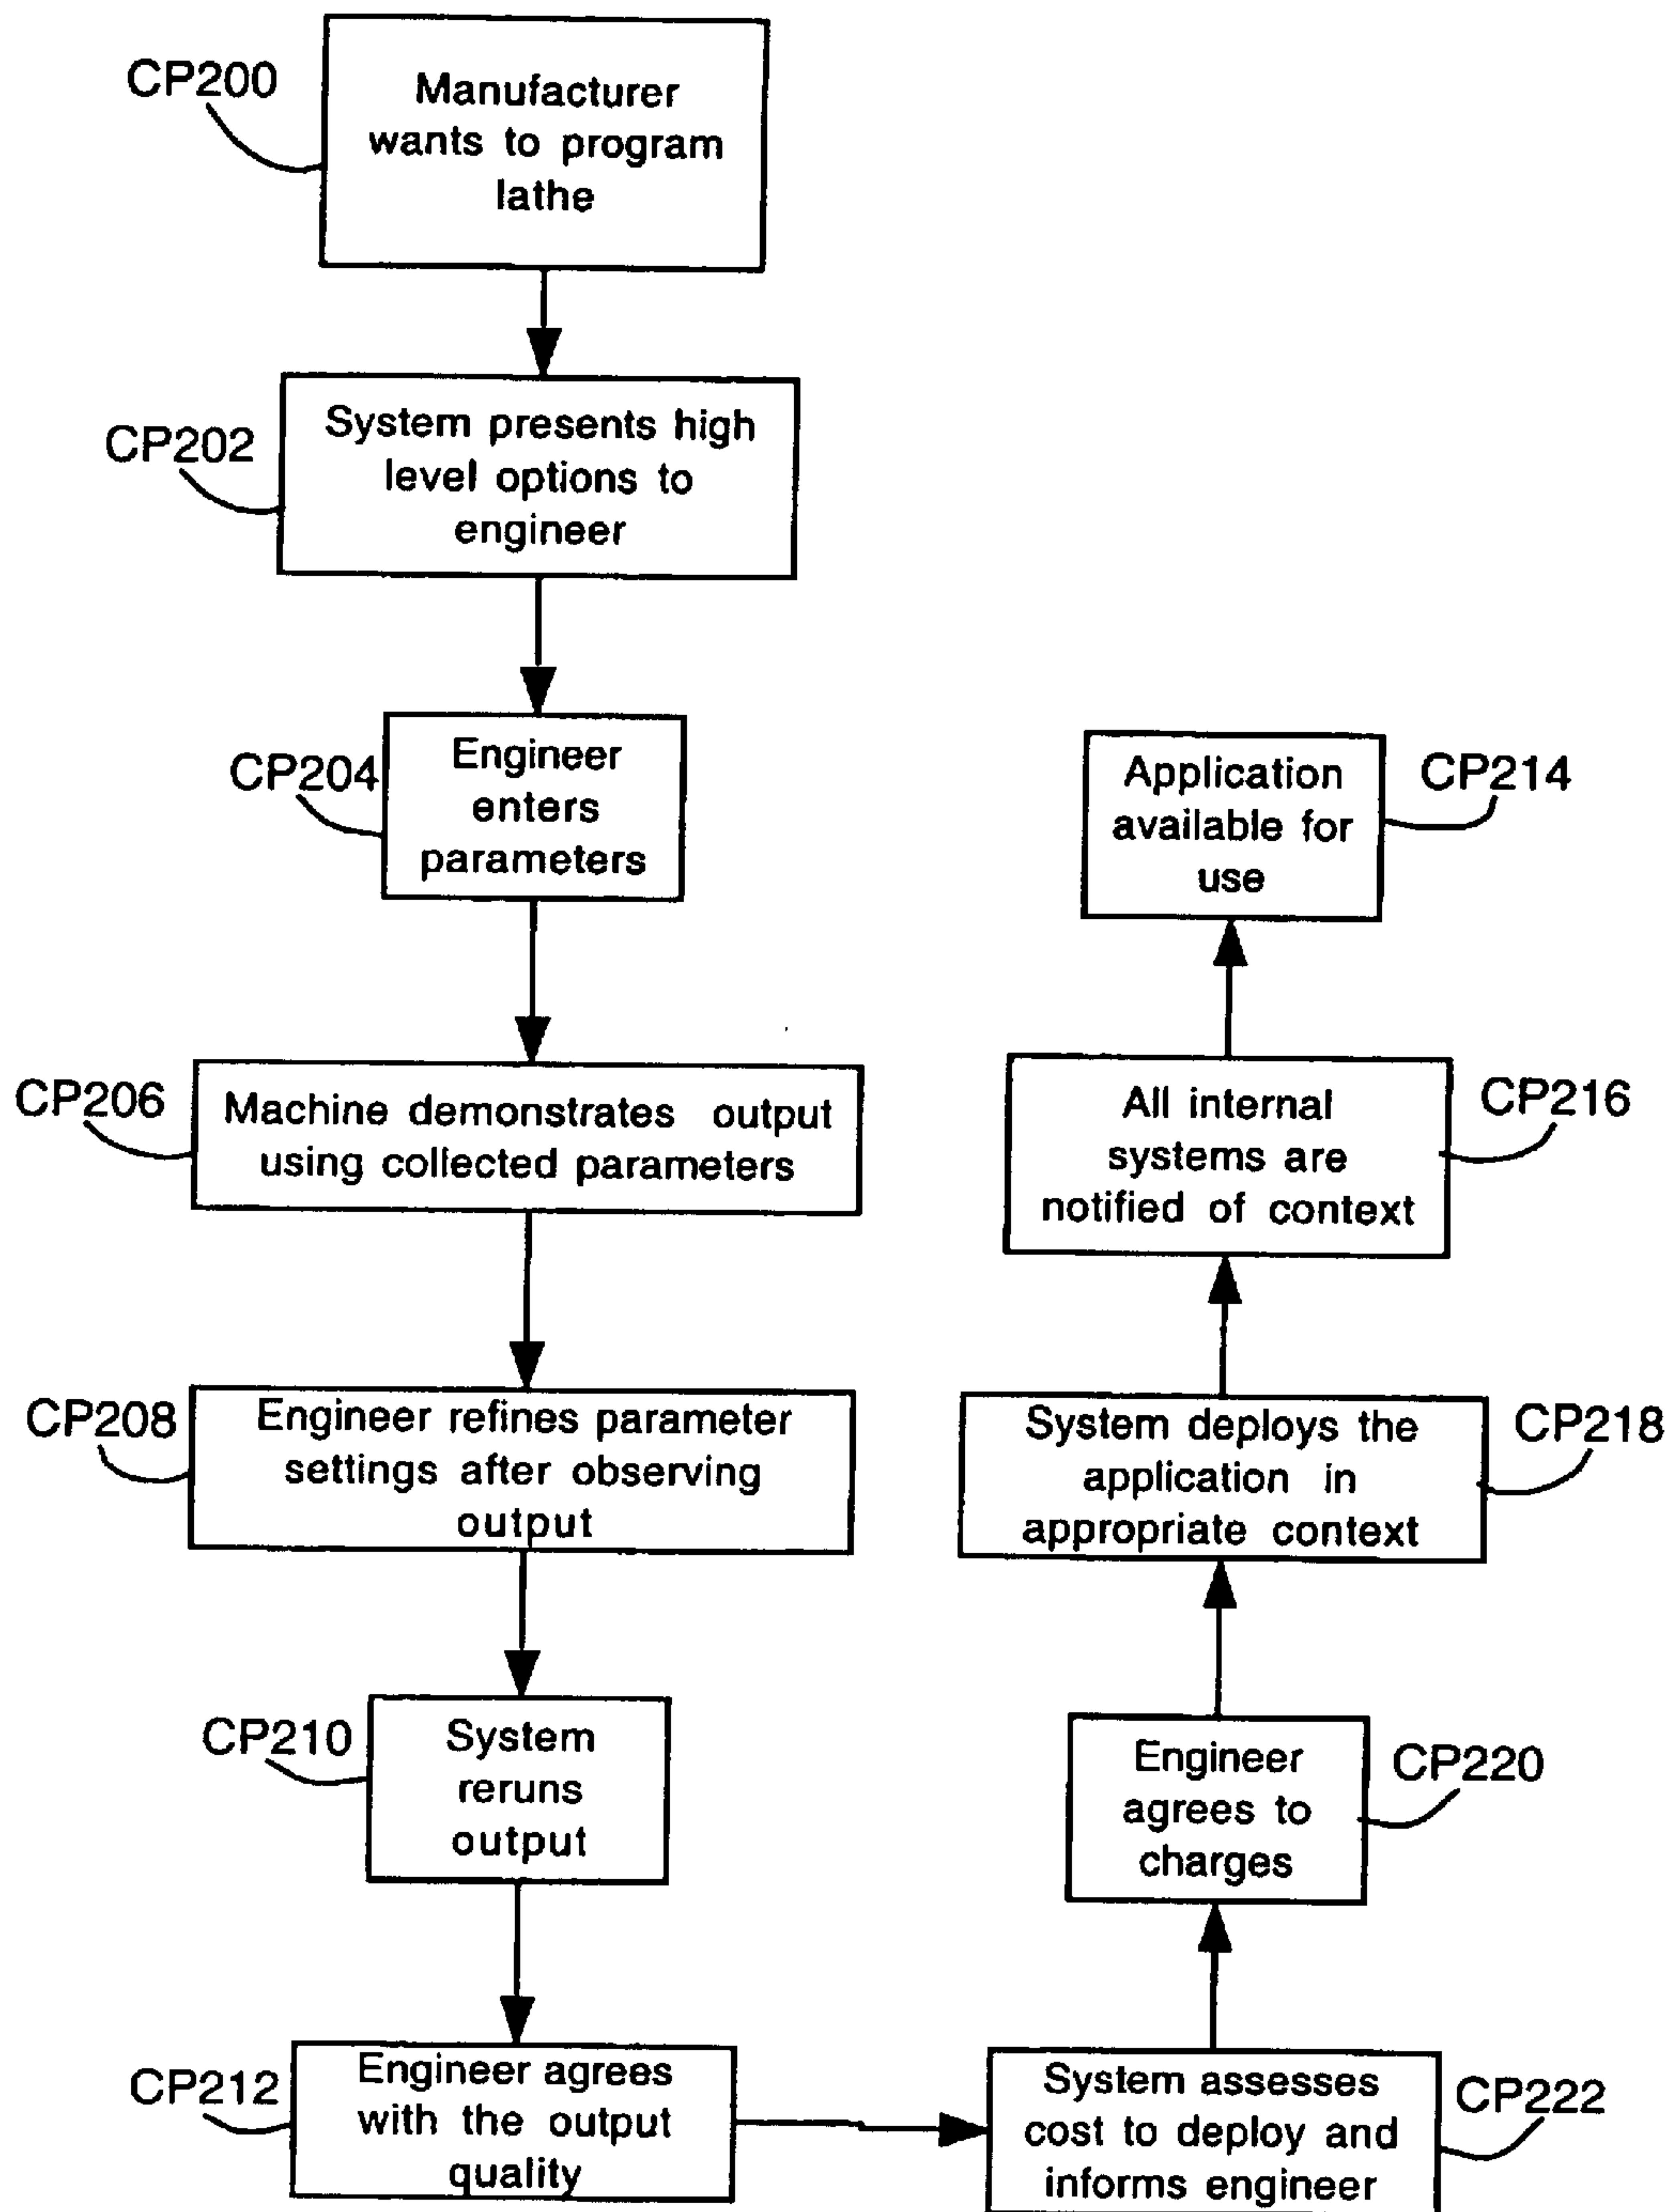 CP200
Manufacturer
wants to program
lathe
CP202
System presents high
level options to
engineer
CP204
Engineer
enters
parameters
CP206
Machine demonstrates output
using collected parameters
CP208
Engineer refines parameter
settings after observing
output
CP210
System
reruns
output
CP212
Engineer agrees
with the output
quality
System assesses
cost to deploy and
informs engineer
CP222
Engineer
agrees to
charges
CP220
System deploys the
application in
appropriate context
CP218
All internal
systems are
notified of context
CP216
Application
available for
use
CP214